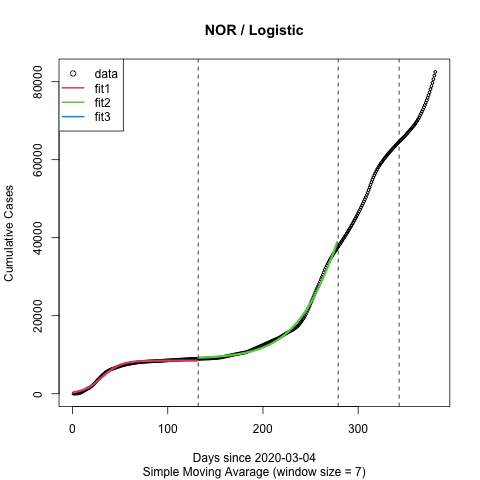 NOR / Logistic
data
fit1
fit2
fit3
Cumulative Cases
80000
60000
40000
20000
0
0 100 200 300
Days since 2020-03-04
Simple Moving Avarage (window size = 7)